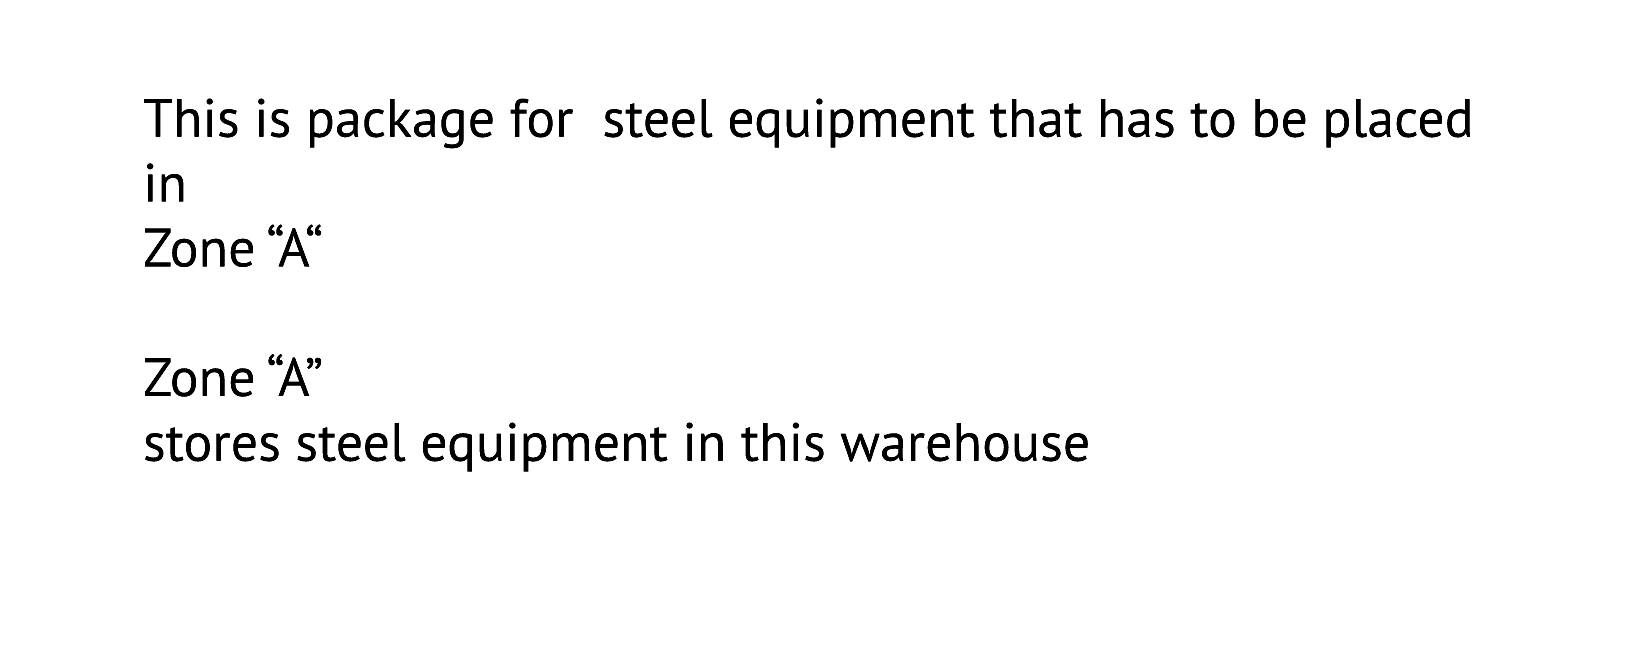 This is package for  steel equipment that has to be placed
in
Zone “A“
Zone “A”
stores steel equipment in this warehouse